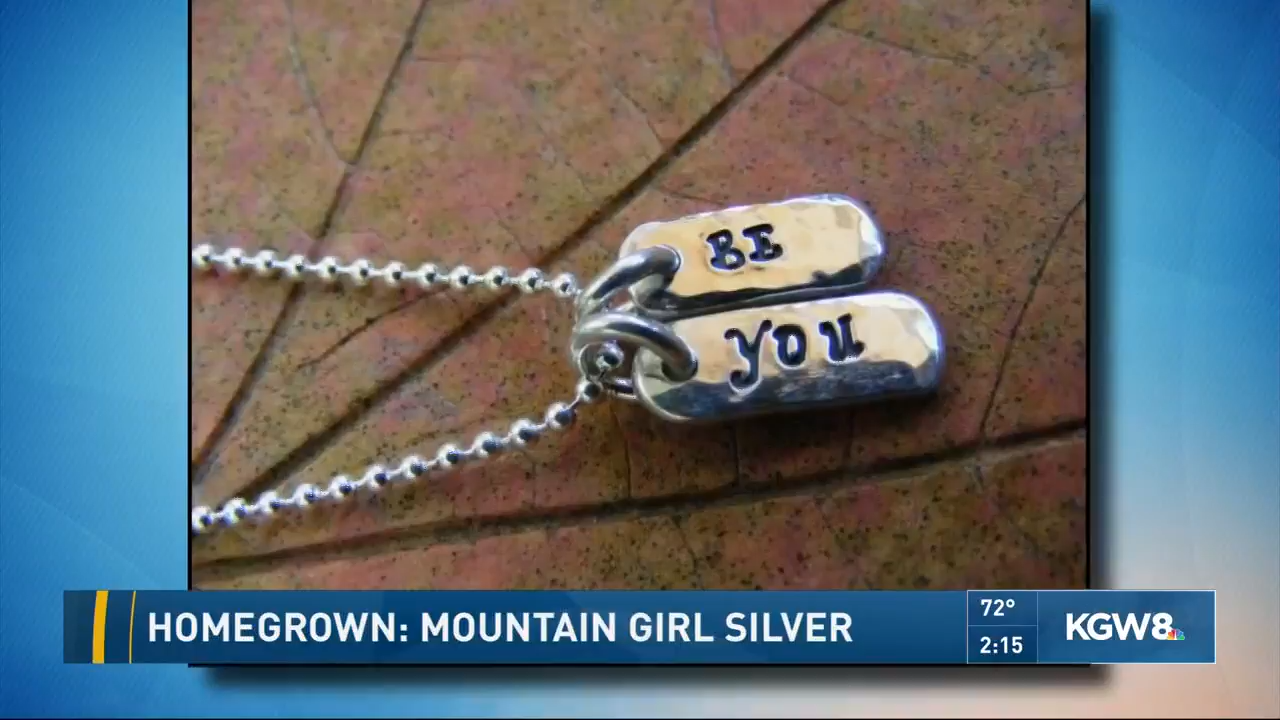 BE
YOU
HOMEGROWN: MOUNTAIN GIRL SILVER
72°
2:15
KGW8